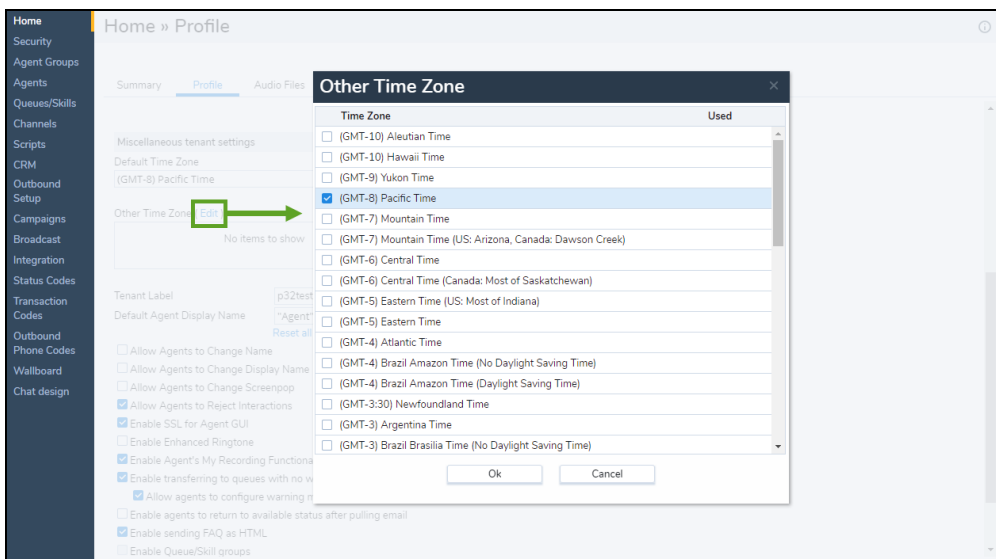 Home
Security
Agent Groups
Agents
Queues/Skills
Channels
Scripts
CRM
Outbound
Setup
Campaigns
Broadcast
Integration
Status Codes
Transaction
Codes
Outbound
Phone Codes
Wallboard
Chat design
Home » Profile
Summary Profile Audio Files
Miscellaneous tenant settings
Default Time Zone
(GMT-8) Pacific Time
Other Time Zone [ Edit ]
No items to show
Tenant Label p32test
Default Agent Display Name "Agent"
Reset all
Allow Agents to Change Name
Allow Agents to Change Display Name
Allow Agents to Change Screenpop
Allow Agents to Reject Interactions
Enable SSL for Agent GUI
Enable Enhanced Ringtone
Enable Agent's My Recording Functiona
Enable transferring to queues with no w
Allow agents to configure warning m
Enable agents to return to available status after pulling email
Enable sending FAQ as HTML
Enable Queue/Skill groups
Other Time Zone
Time Zone Used
(GMT-10) Aleutian Time
(GMT-10) Hawaii Time
(GMT-9) Yukon Time
(GMT-8) Pacific Time
(GMT-7) Mountain Time
(GMT-7) Mountain Time (US: Arizona, Canada: Dawson Creek)
(GMT-6) Central Time
(GMT-6) Central Time (Canada: Most of Saskatchewan)
(GMT-5) Eastern Time (US: Most of Indiana)
(GMT-5) Eastern Time
(GMT-4) Atlantic Time
(GMT-4) Brazil Amazon Time (No Daylight Saving Time)
(GMT-4) Brazil Amazon Time (Daylight Saving Time)
(GMT-3:30) Newfoundland Time
(GMT-3) Argentina Time
(GMT-3) Brazil Brasilia Time (No Daylight Saving Time)
Ok Cancel